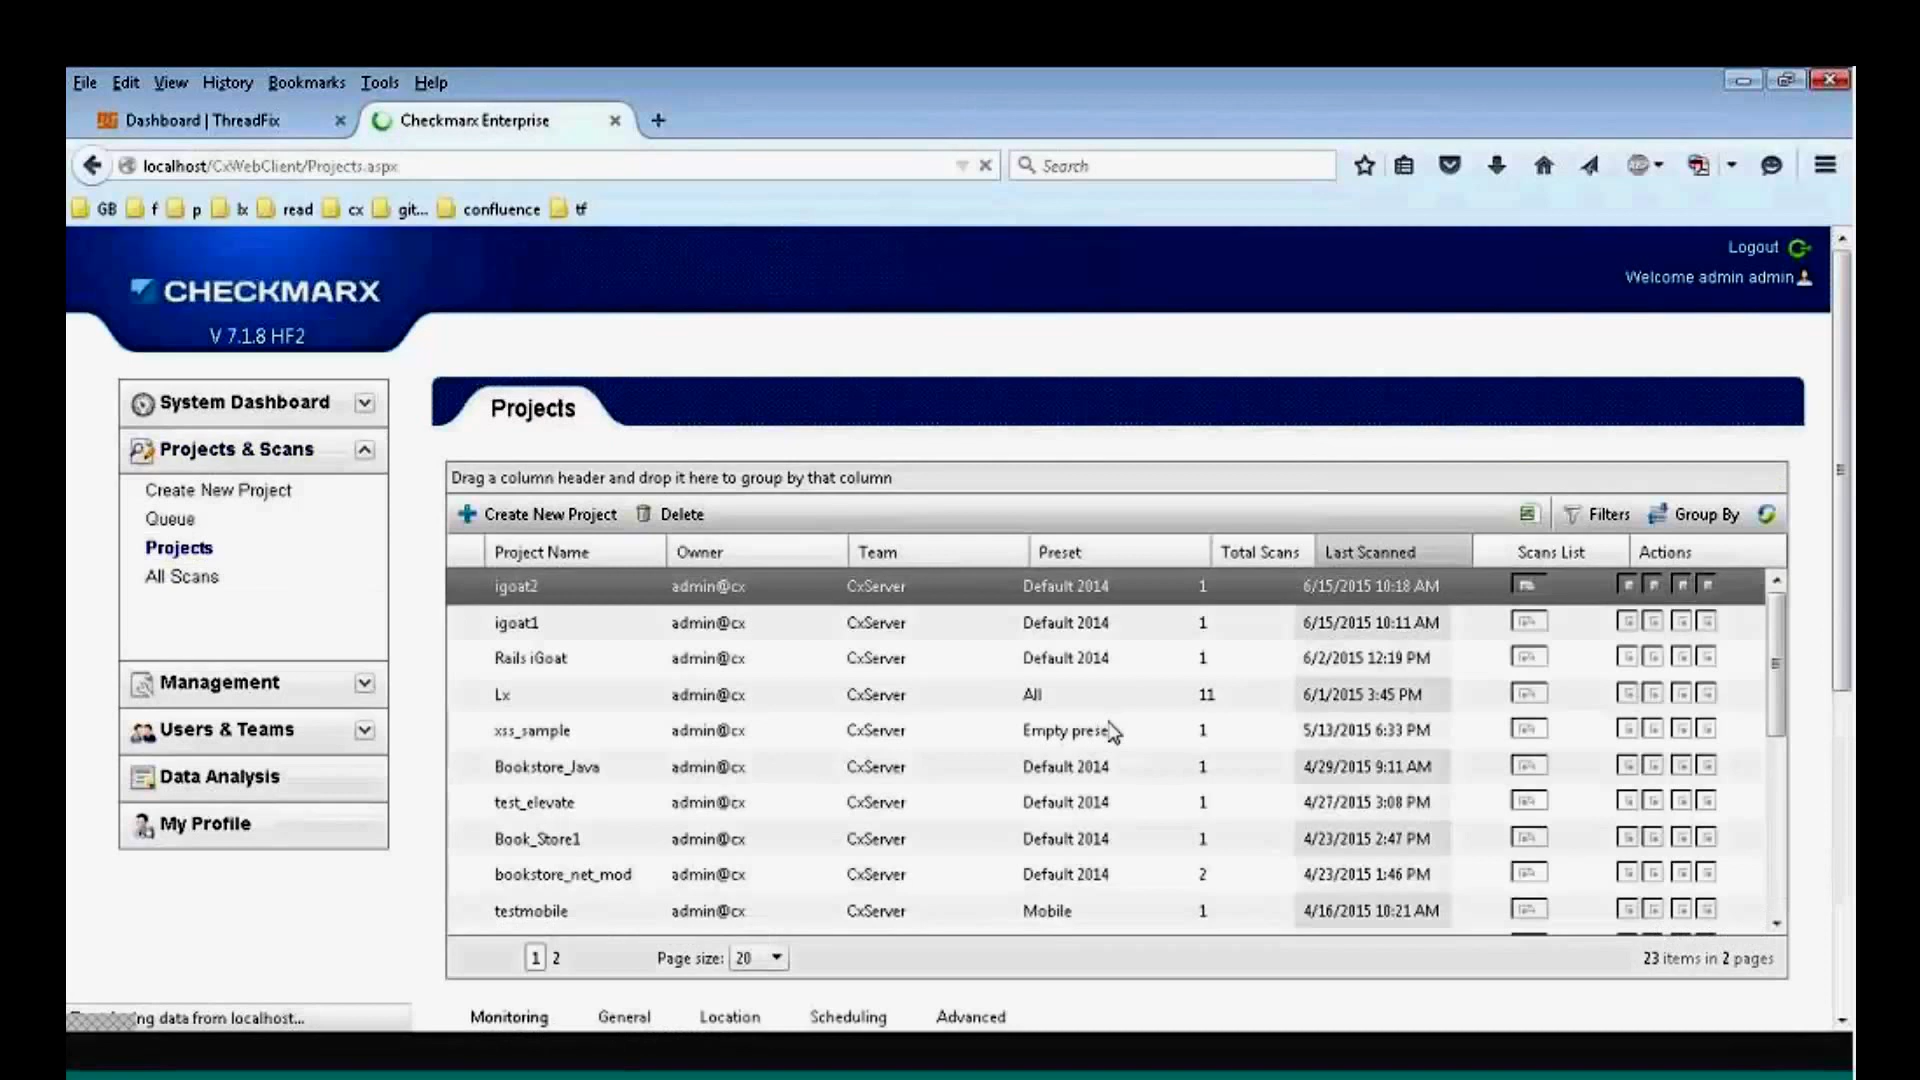 File Edit View History Bookmarks Tools Help
Dashboard | ThreadFix Checkmarx Enterprise
localhost/CxWebClient/Projects.aspx Search
GB f p lx read cx git... confluence tf
Logout
Welcome admin admin
CHECKMARX
V 7.1.8 HF2
System Dashboard
Projects & Scans
Create New Project
Queue
Projects
All Scans
Management
Users & Teams
Data Analysis
My Profile
Projects
Drag a column header and drop it here to group by that column
Create New Project Delete Filters Group By
Project Name Owner Team Preset Total Scans Last Scanned Scans List Actions
igoat2 admin@cx CxServer Default 2014 1 6/15/2015 10:18 AM
igoat1 admin@cx CxServer Default 2014 1 6/15/2015 10:11 AM
Rails iGoat admin@cx CxServer Default 2014 1 6/2/2015 12:19 PM
Lx admin@cx CxServer All 11 6/1/2015 3:45 PM
xss_sample admin@cx CxServer Empty prese 1 5/13/2015 6:33 PM
Bookstore_Java admin@cx CxServer Default 2014 1 4/29/2015 9:11 AM
test_elevate admin@cx CxServer Default 2014 1 4/27/2015 3:08 PM
Book_Store1 admin@cx CxServer Default 2014 1 4/23/2015 2:47 PM
bookstore_net_mod admin@cx CxServer Default 2014 2 4/23/2015 1:46 PM
testmobile admin@cx CxServer Mobile 1 4/16/2015 10:21 AM
1 2 Page size: 20 23 items in 2 pages
Monitoring General Location Scheduling Advanced
ng data from localhost...